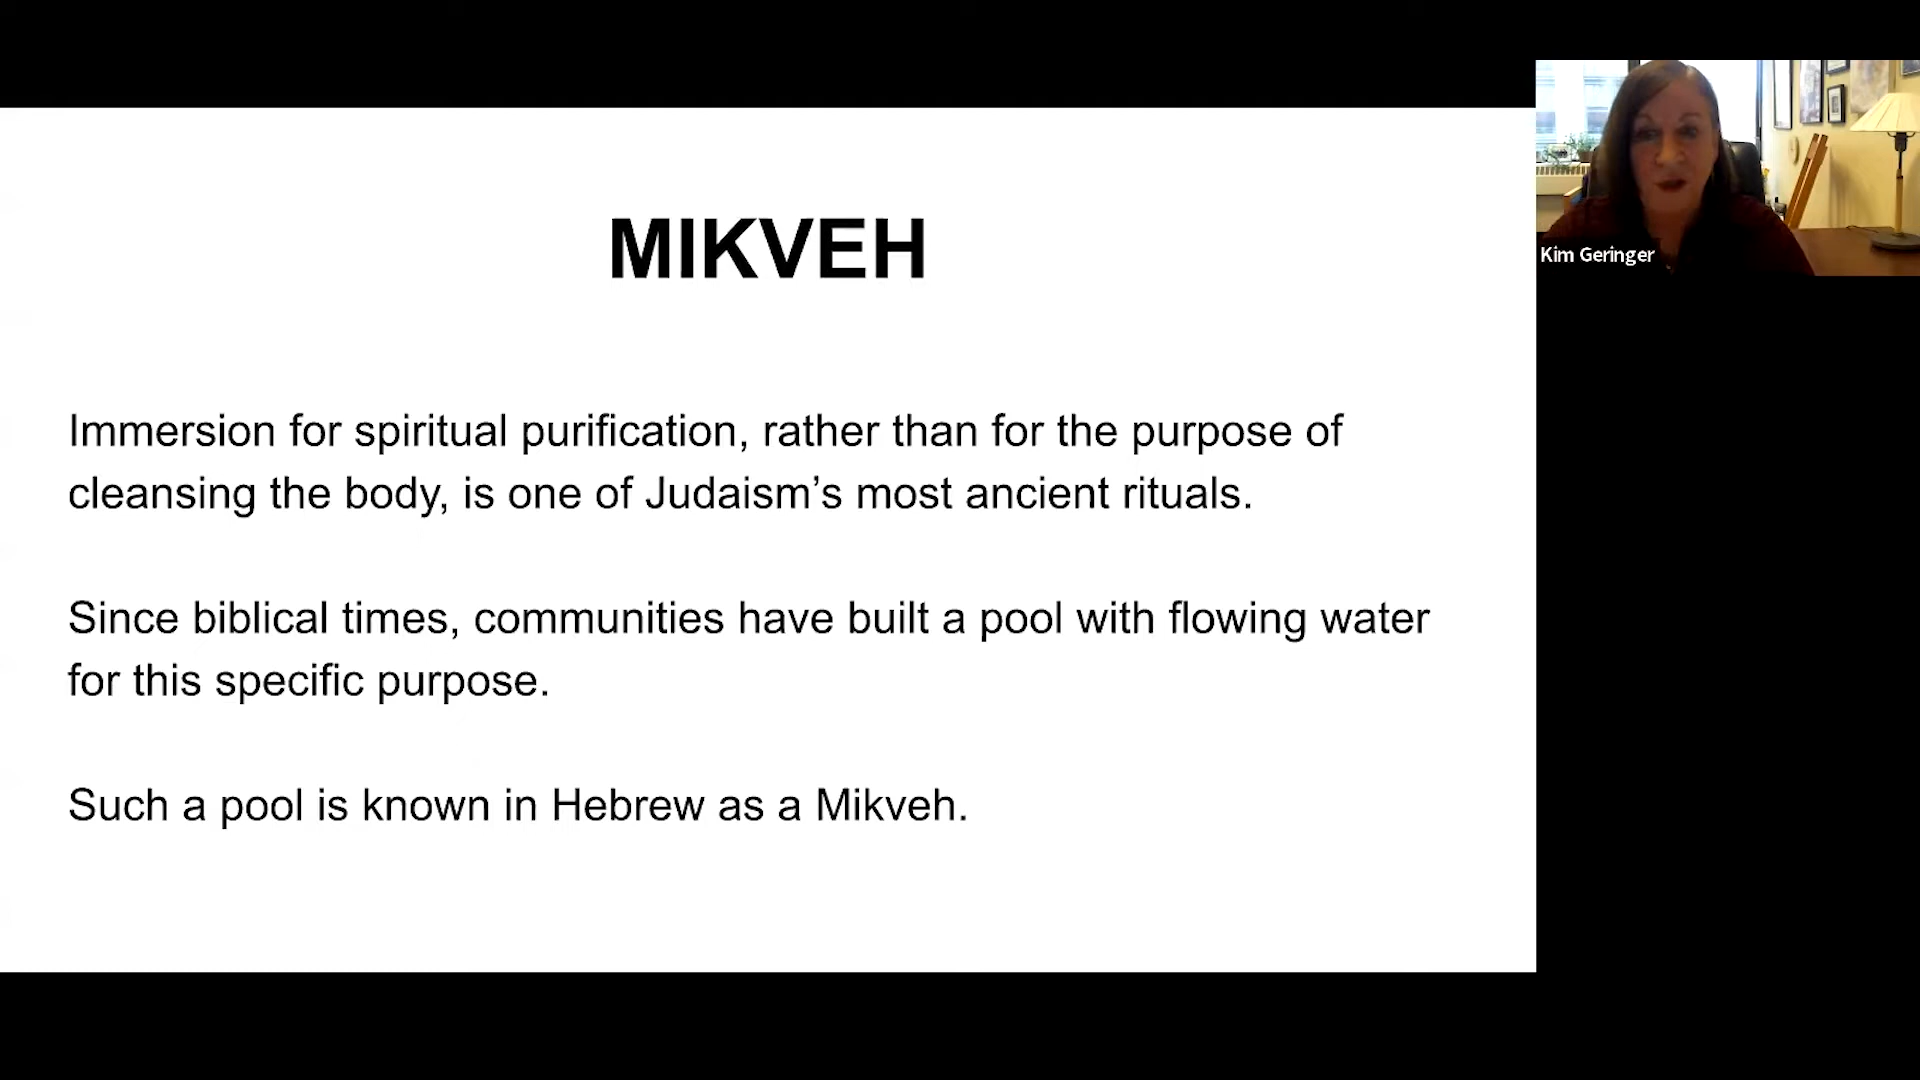 MIKVEH
Immersion for spiritual purification, rather than for the purpose of
cleansing the body, is one of Judaism’s most ancient rituals.
Since biblical times, communities have built a pool with flowing water
for this specific purpose.
Such a pool is known in Hebrew as a Mikveh.
Kim Geringer